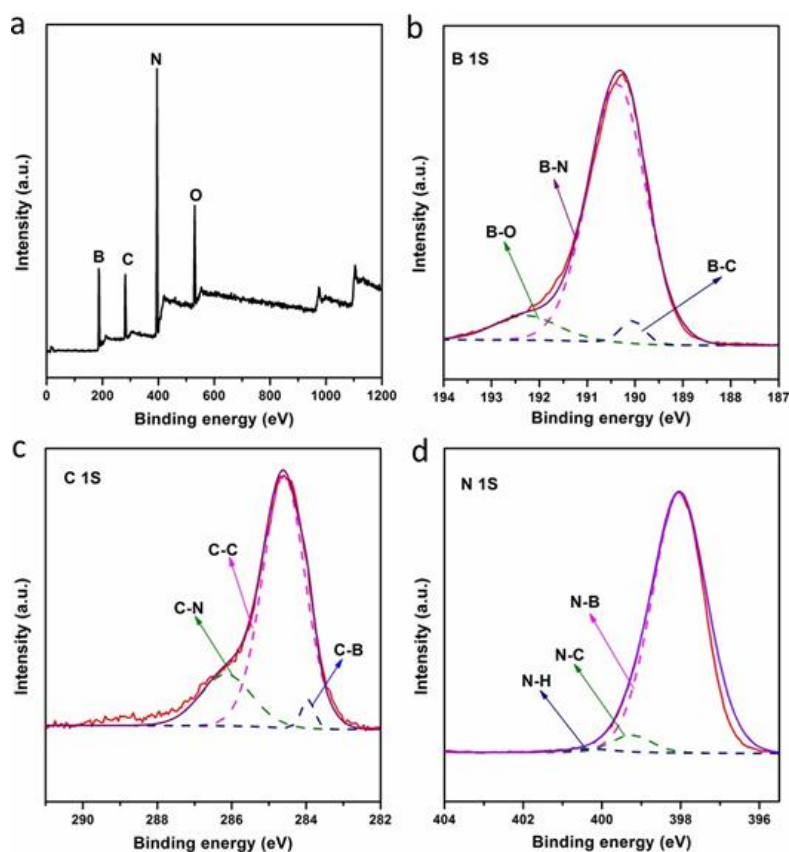 a
N
O
B
C
Intensity (a.u.)
0 200 400 600 800 1000 1200
Binding energy (eV)
b
B 1S
B-N
B-O
B-C
Intensity (a.u.)
194 193 192 191 190 189 188 187
Binding energy (eV)
c
C 1S
C-C
C-N
C-B
Intensity (a.u.)
290 288 286 284 282
Binding energy (eV)
d
N 1S
N-B
N-C
N-H
Intensity (a.u.)
404 402 400 398 396
Binding energy (eV)